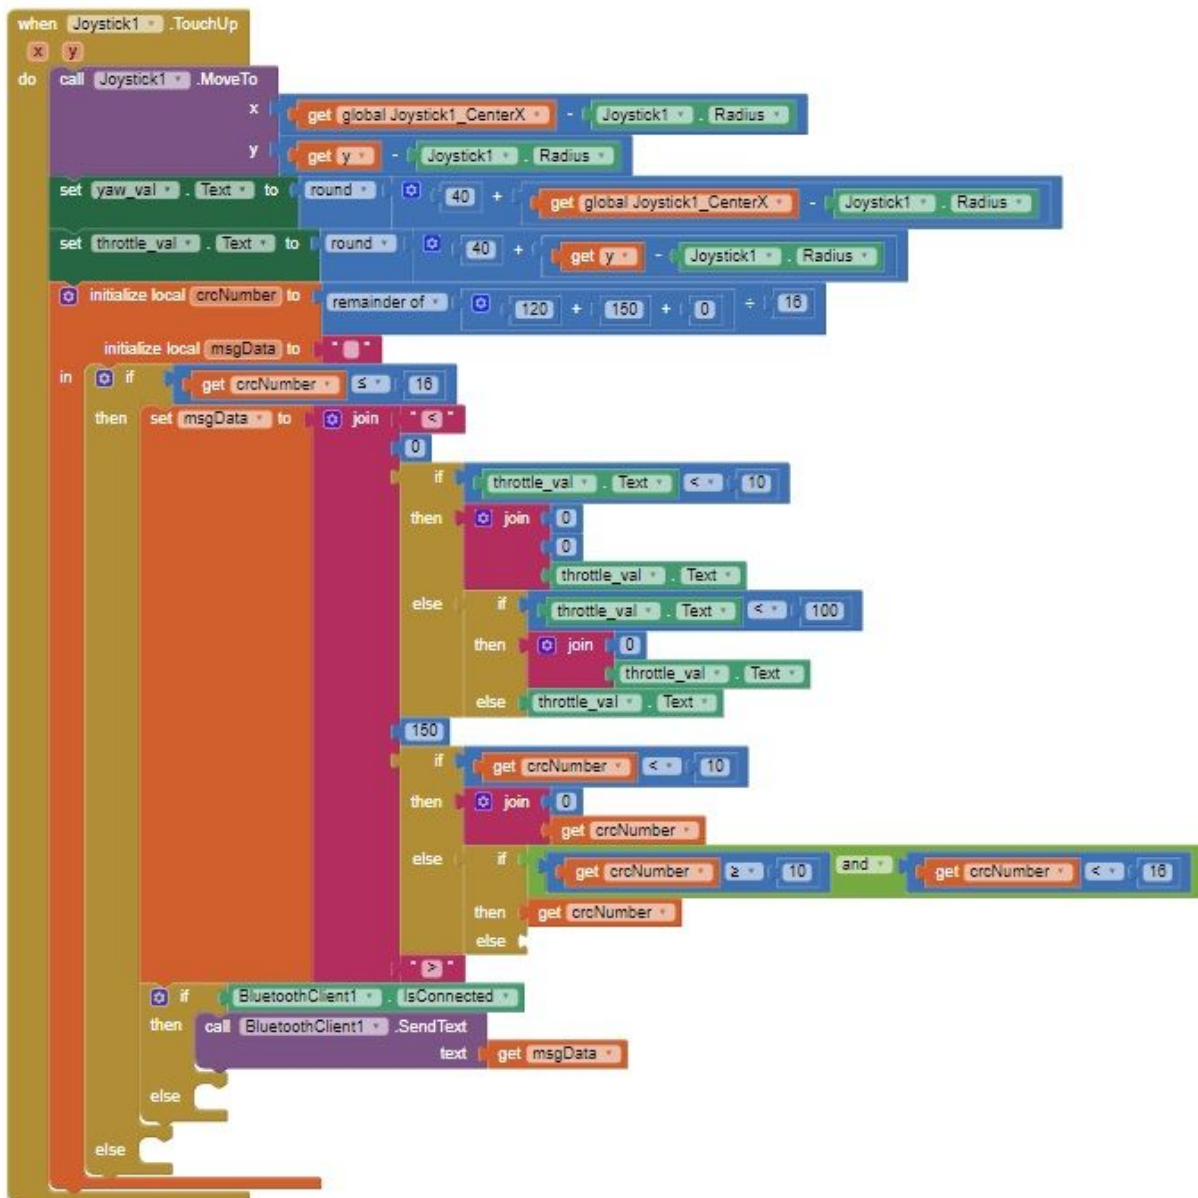 when Joystick1 .TouchUp
x y
do call Joystick1 .MoveTo
x get global Joystick1_CenterX - Joystick1 . Radius
y get y - Joystick1 . Radius
set yaw_val . Text to round 40 + get global Joystick1_CenterX - Joystick1 . Radius
set throttle_val . Text to round 40 + get y - Joystick1 . Radius
initialize local crcNumber to remainder of 120 + 150 + 0 ÷ 16
initialize local msgData to " "
in if get crcNumber ≤ 16
then set msgData to join " < "
0
if throttle_val . Text < 10
then join 0
0
throttle_val . Text
else if throttle_val . Text < 100
then join 0
throttle_val . Text
else throttle_val . Text
150
if get crcNumber < 10
then join 0
get crcNumber
else if get crcNumber ≥ 10 and get crcNumber < 16
then get crcNumber
else
" > "
if BluetoothClient1 . IsConnected
then call BluetoothClient1 .SendText
text get msgData
else
else